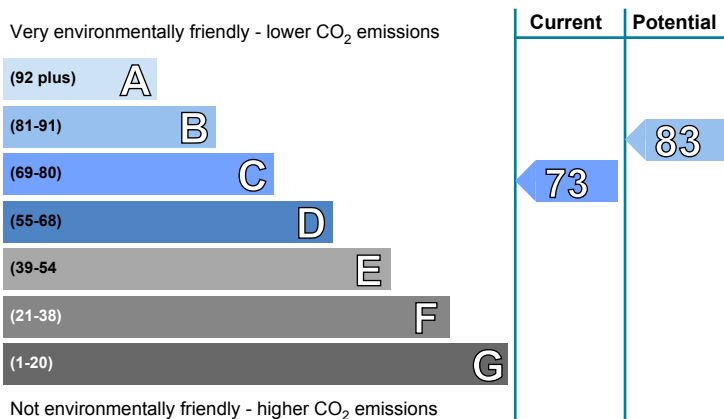 Very environmentally friendly - lower CO2 emissions
Current Potential
(92 plus) A
(81-91) B
83
(69-80) C
73
(55-68) D
(39-54 E
(21-38) F
(1-20) G
Not environmentally friendly - higher CO2 emissions